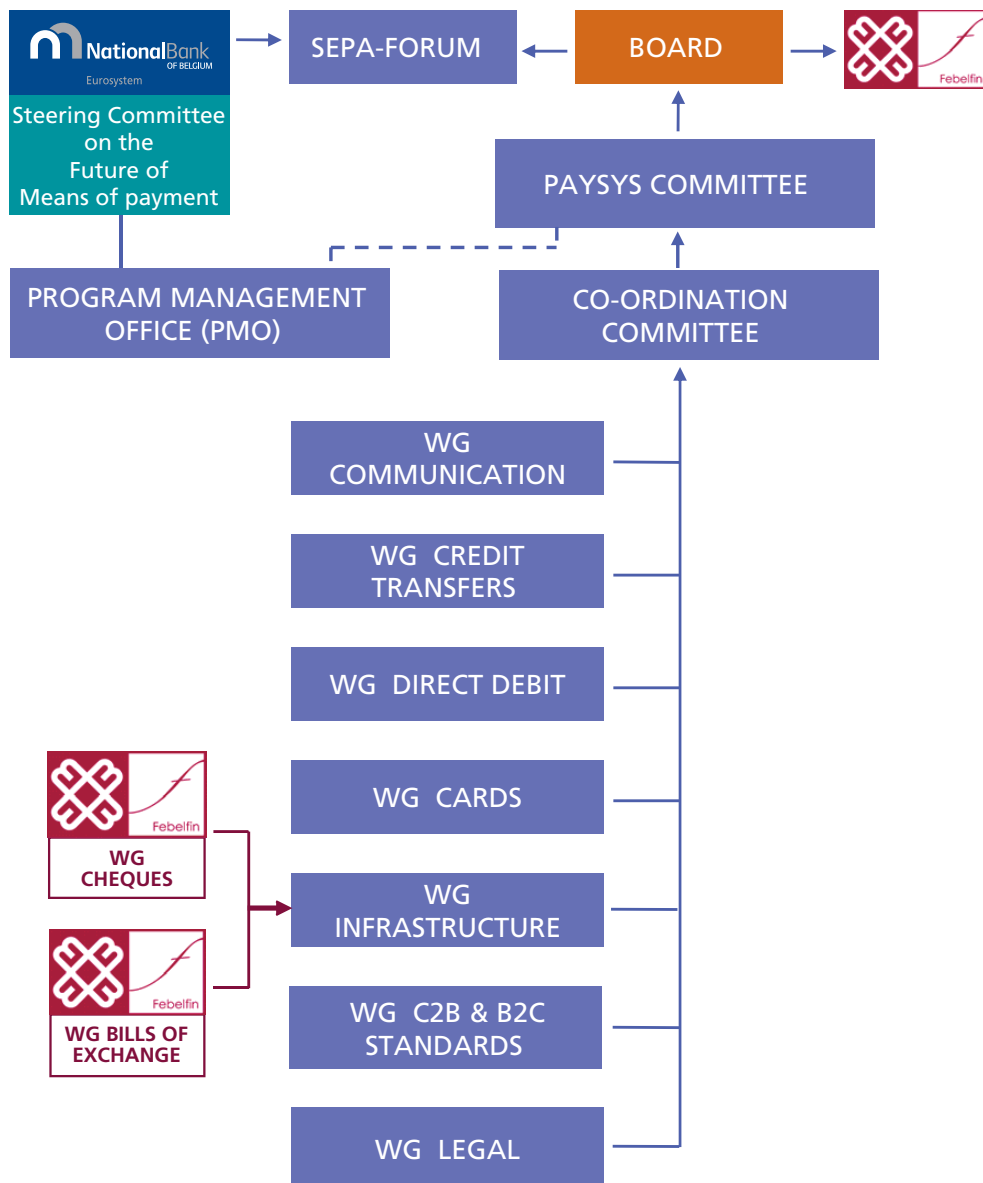 NationalBank
OF BELGIUM
Eurosystem
Steering Committee
on the
Future of
Means of payment
SEPA-FORUM
BOARD
Febelfin
PAYSYS COMMITTEE
PROGRAM MANAGEMENT
OFFICE (PMO)
CO-ORDINATION
COMMITTEE
WG
COMMUNICATION
WG CREDIT
TRANSFERS
WG DIRECT DEBIT
WG CARDS
Febelfin
WG
CHEQUES
WG
INFRASTRUCTURE
Febelfin
WG BILLS OF
EXCHANGE
WG C2B & B2C
STANDARDS
WG LEGAL